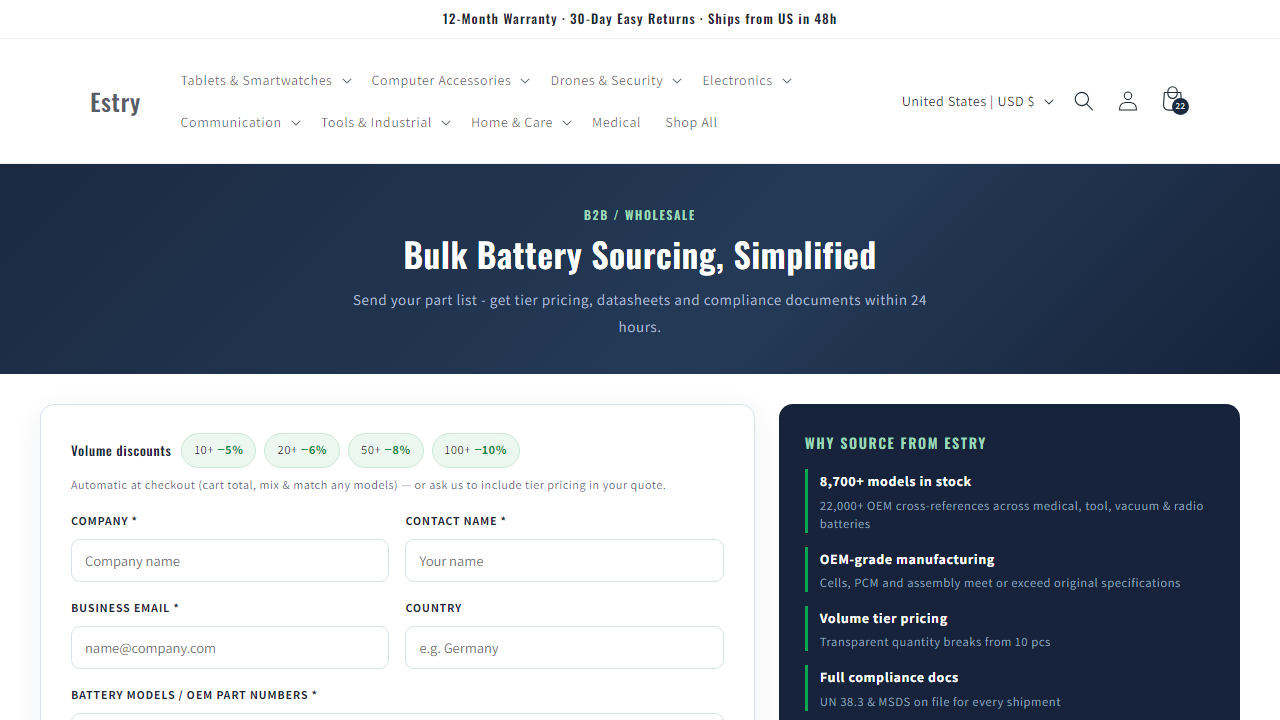 12-Month Warranty · 30-Day Easy Returns · Ships from US in 48h
Estry
Tablets & Smartwatches
Computer Accessories
Drones & Security
Electronics
Communication
Tools & Industrial
Home & Care
Medical
Shop All
United States | USD $
22
B2B / WHOLESALE
Bulk Battery Sourcing, Simplified
Send your part list - get tier pricing, datasheets and compliance documents within 24
hours.
Volume discounts
10+ −5%
20+ −6%
50+ −8%
100+ −10%
Automatic at checkout (cart total, mix & match any models) — or ask us to include tier pricing in your quote.
COMPANY *
CONTACT NAME *
Company name
Your name
BUSINESS EMAIL *
COUNTRY
name@company.com
e.g. Germany
BATTERY MODELS / OEM PART NUMBERS *
WHY SOURCE FROM ESTRY
8,700+ models in stock
22,000+ OEM cross-references across medical, tool, vacuum & radio
batteries
OEM-grade manufacturing
Cells, PCM and assembly meet or exceed original specifications
Volume tier pricing
Transparent quantity breaks from 10 pcs
Full compliance docs
UN 38.3 & MSDS on file for every shipment